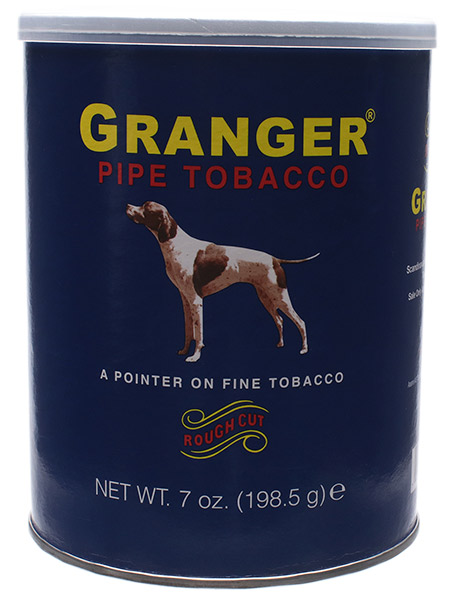 GRANGER®
PIPE TOBACCO
A POINTER ON FINE TOBACCO
ROUGH CUT
NET WT. 7 oz. (198.5 g) ℮